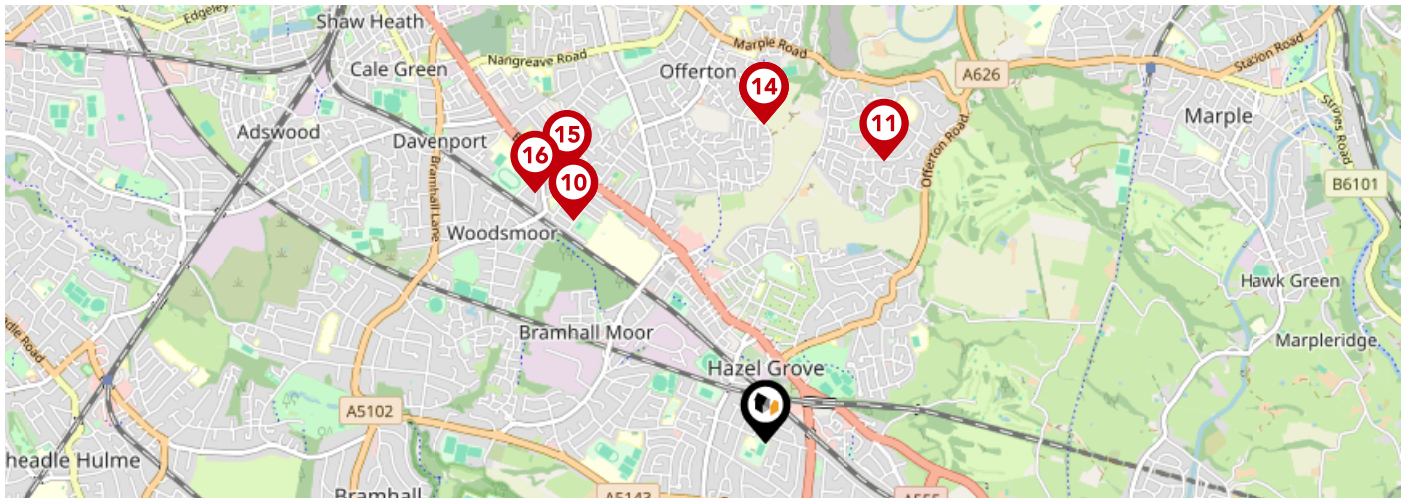 Edgeley
Shaw Heath
Cale Green
Nangreave Road
Marple Road
Offerton
14
A626
Station Road
Strines Road
Marple
Adswood
Davenport
15
16
10
11
Offerton Road
Bramhall Lane
B6101
Woodsmoor
Hawk Green
Bramhall Moor
Marpleridge
Hazel Grove
A5102
headle Hulme
Bramhall
A5143
A555